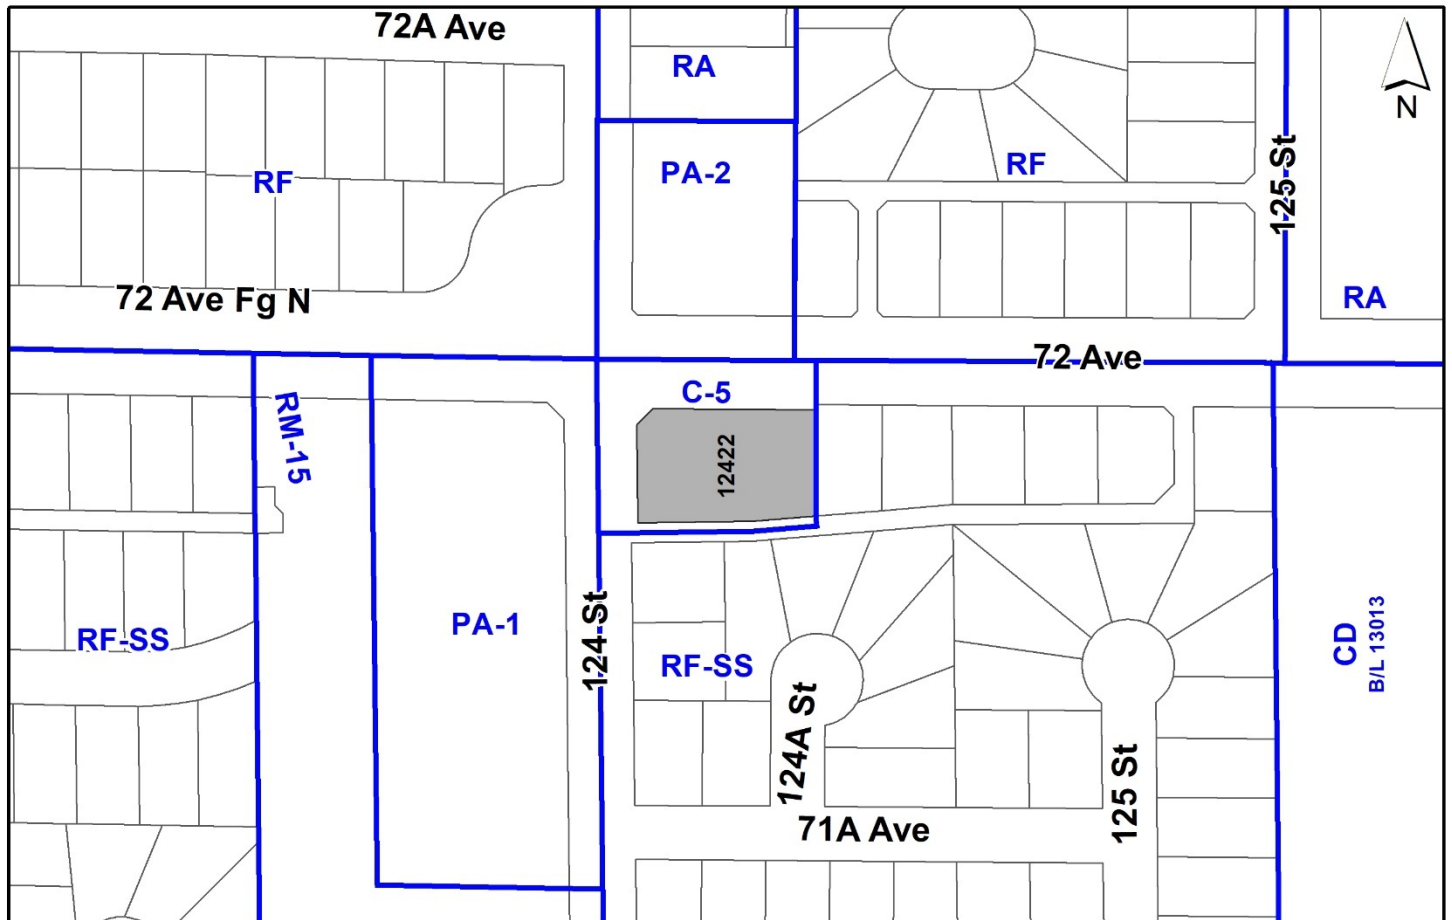 72A Ave
RA
N
PA-2
RF
125 St
RF
72 Ave Fg N
RA
72 Ave
C-5
RM-15
12422
PA-1
124 St
RF-SS
RF-SS
CD
B/L 13013
124A St
125 St
71A Ave